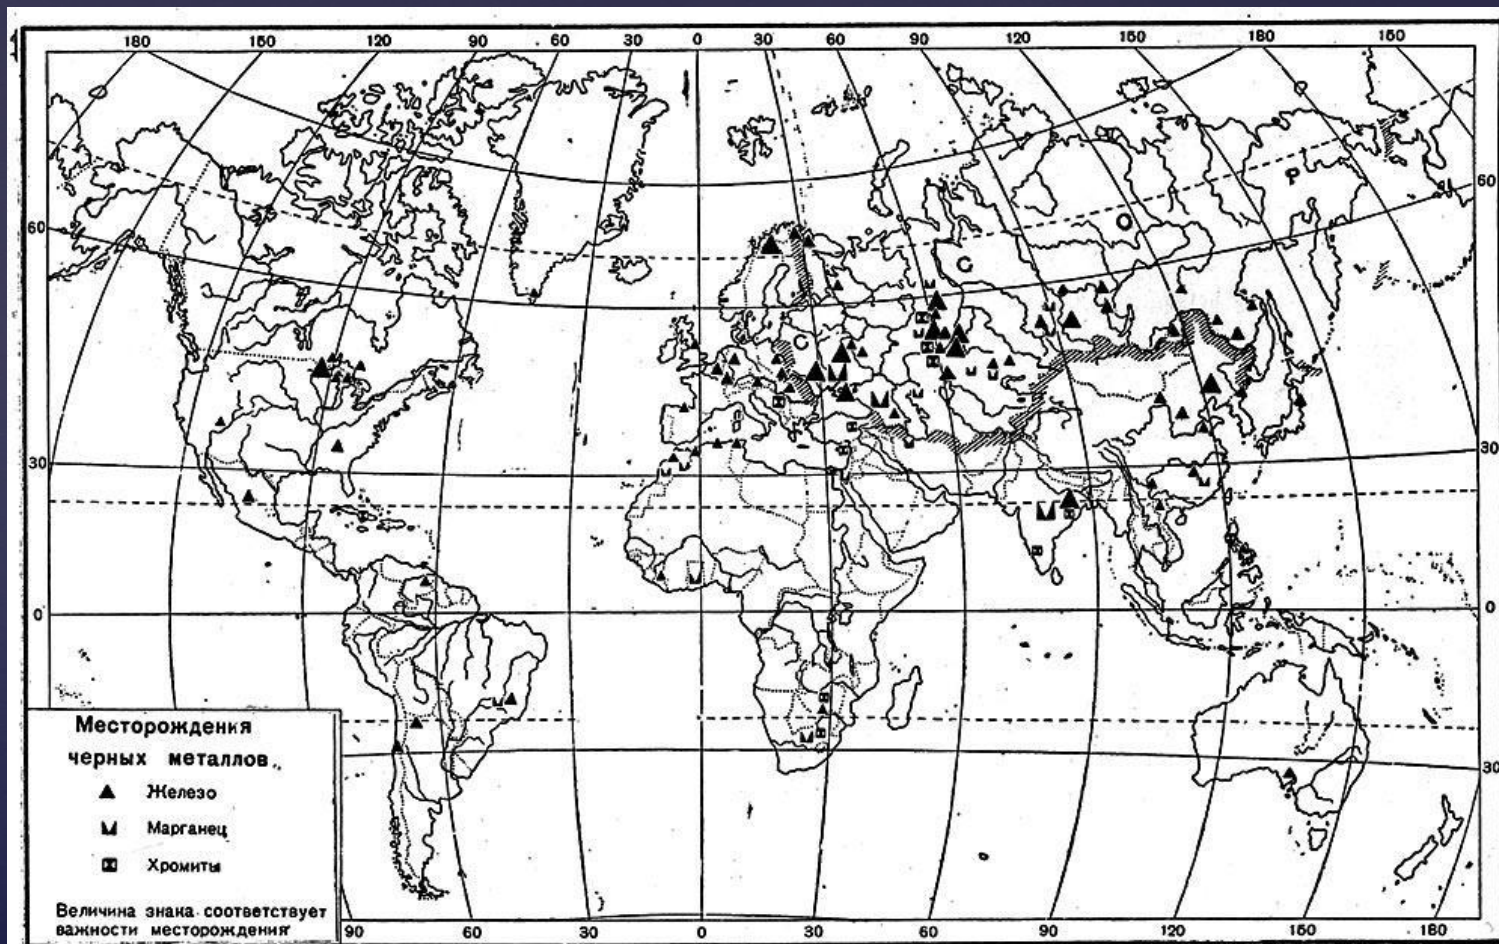 180 150 120 90 60 30 0 30 60 90 120 150 180 150
60 60
30 30
0 0
30
С С О Р
Месторождения
черных металлов
Железо
Марганец
Хромиты
Величина знака соответствует
важности месторождения
90 60 30 0 30 60 90 120 150 180